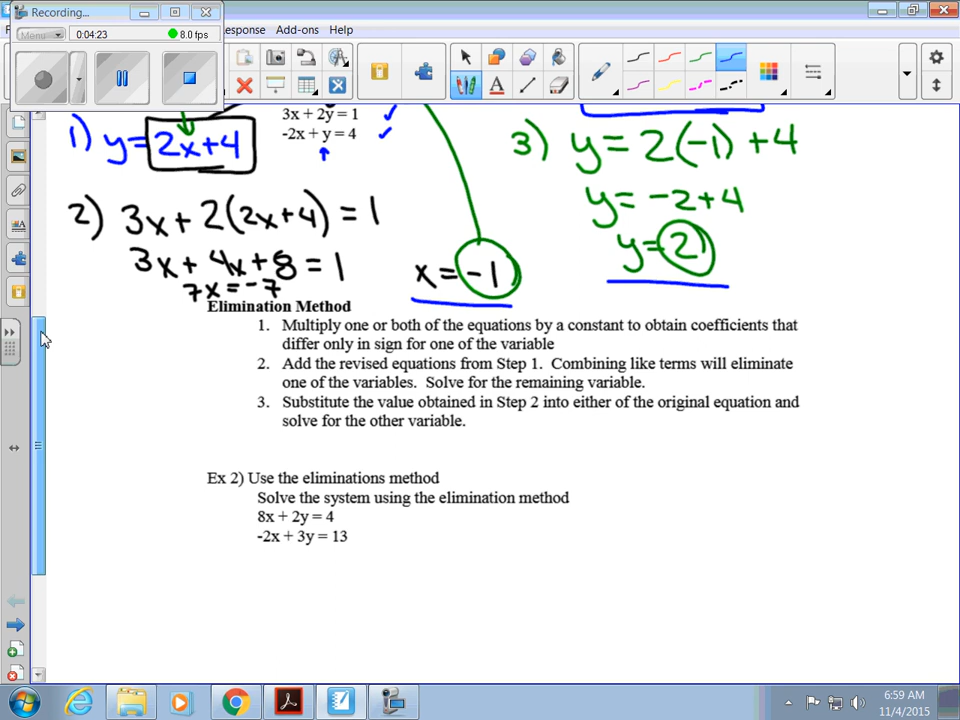 Recording...
Menu
0:04:23
8.0 fps
esponse Add-ons Help
3x + 2y = 1
-2x + y = 4
1) y= 2x+4
2) 3x + 2(2x+4) = 1
3x + 4x + 8 = 1
7x = -7
x = -1
3) y = 2(-1) + 4
y = -2+4
y = 2
Elimination Method
1. Multiply one or both of the equations by a constant to obtain coefficients that
differ only in sign for one of the variable
2. Add the revised equations from Step 1. Combining like terms will eliminate
one of the variables. Solve for the remaining variable.
3. Substitute the value obtained in Step 2 into either of the original equation and
solve for the other variable.
Ex 2) Use the eliminations method
Solve the system using the elimination method
8x + 2y = 4
-2x + 3y = 13
6:59 AM
11/4/2015